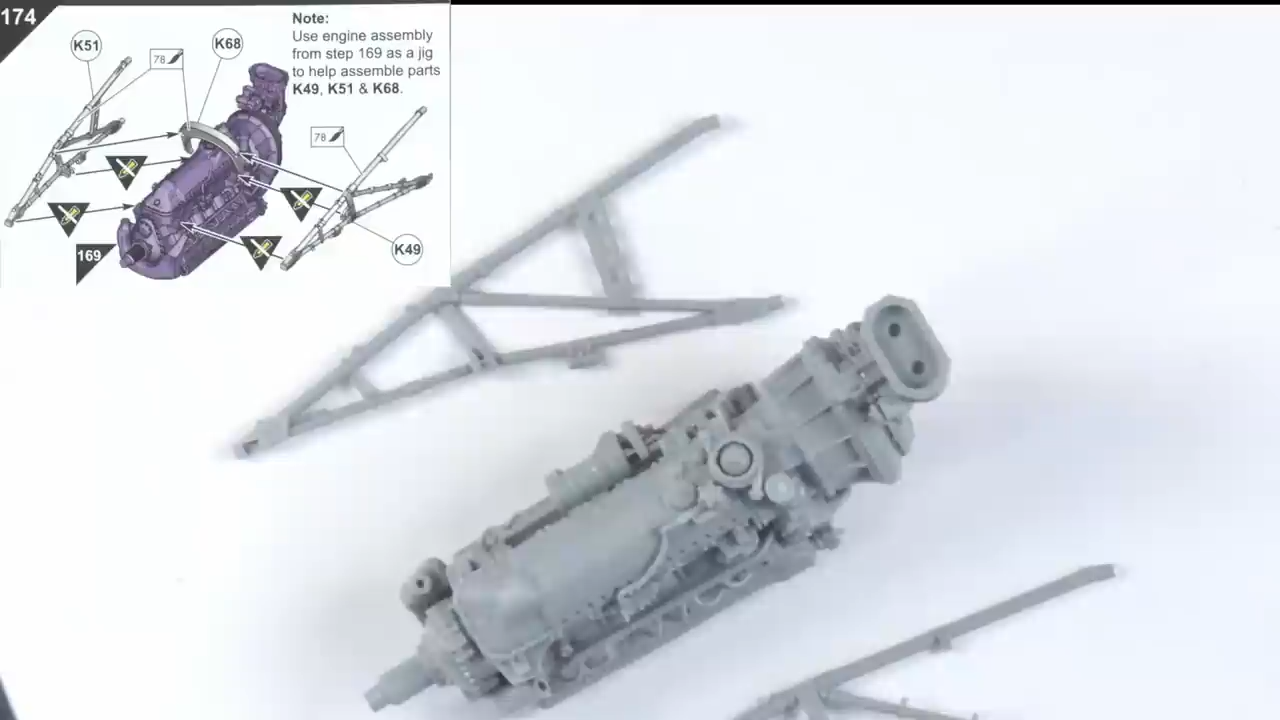 174
Note:
Use engine assembly
from step 169 as a jig
to help assemble parts
K49, K51 & K68.
K51
78
K68
78
169
K49